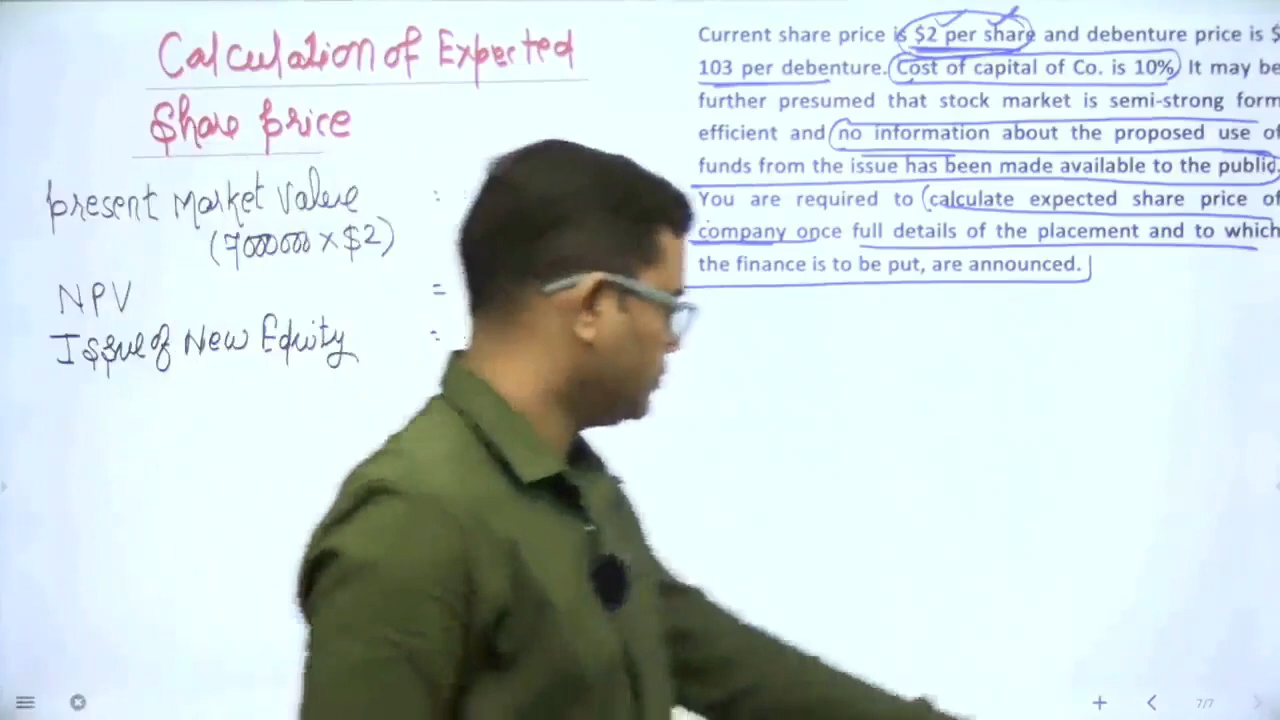 Calculation of Expected
Share price
present Market Value :
(7000000 × $2)
NPV =
Issue of New Equity :
Current share price is $2 per share and debenture price is $
103 per debenture. Cost of capital of Co. is 10% It may be
further presumed that stock market is semi-strong form
efficient and no information about the proposed use of
funds from the issue has been made available to the public.
You are required to calculate expected share price of
company once full details of the placement and to which
the finance is to be put, are announced.
7/7